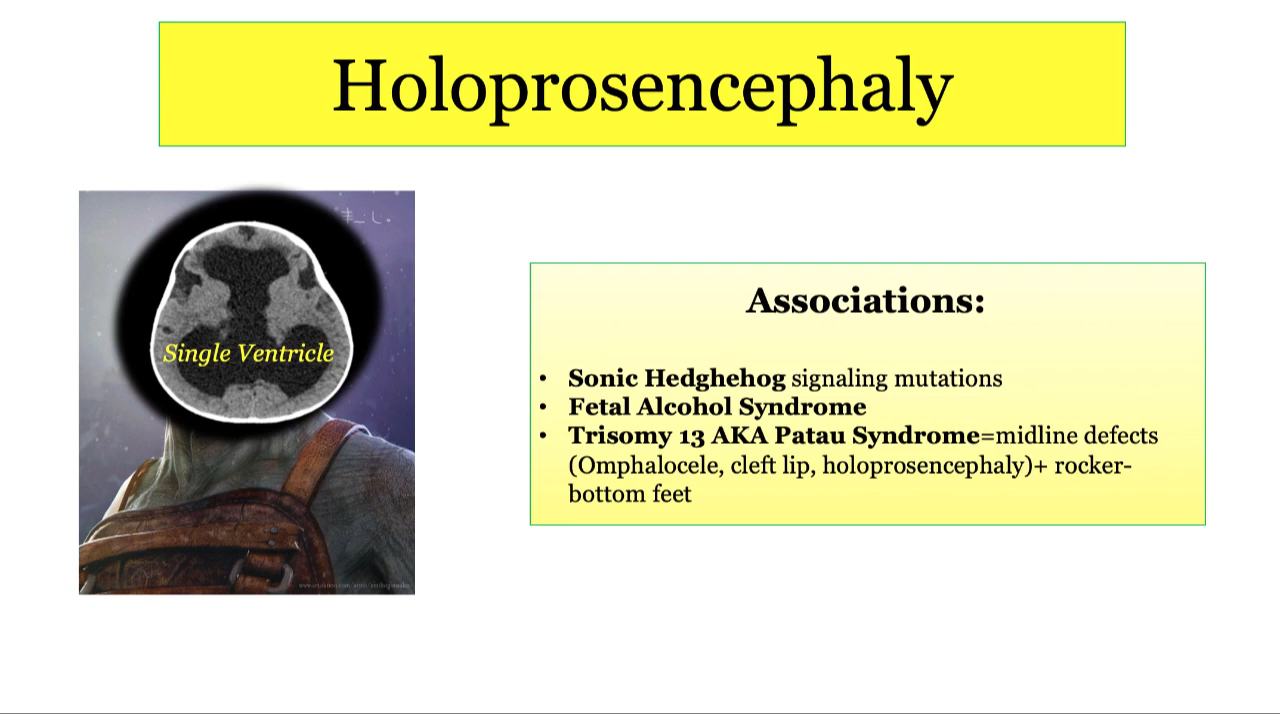 Holoprosencephaly
Single Ventricle
Associations:
• Sonic Hedghehog signaling mutations
• Fetal Alcohol Syndrome
• Trisomy 13 AKA Patau Syndrome=midline defects
(Omphalocele, cleft lip, holoprosencephaly)+ rocker-
bottom feet